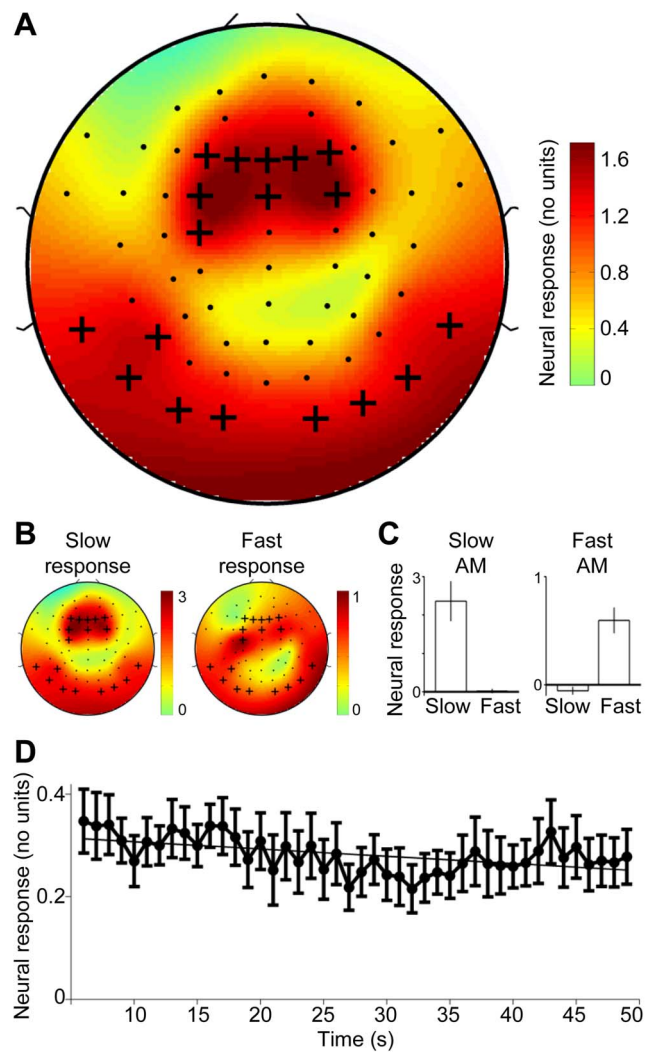 A
Neural response (no units)
1.6
1.2
0.8
0.4
0
B
Slow
response
3
0
Fast
response
1
0
C
Slow
AM
Neural response
3
0
Slow Fast
Fast
AM
1
0
Slow Fast
D
Neural response (no units)
0.4
0.2
0
10 15 20 25 30 35 40 45 50
Time (s)